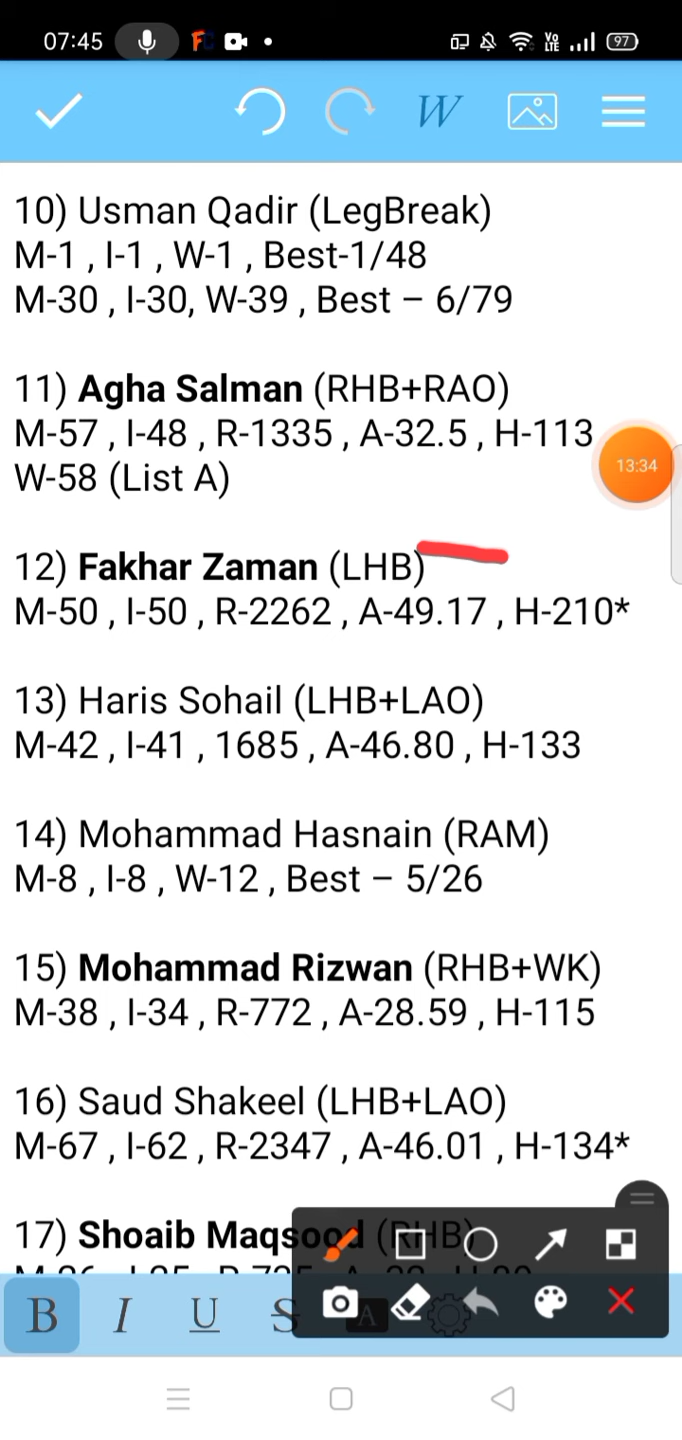 07:45
VO
LTE
97
W
10) Usman Qadir (LegBreak)
M-1 , I-1 , W-1 , Best-1/48
M-30 , I-30, W-39 , Best – 6/79
11) Agha Salman (RHB+RAO)
M-57 , I-48 , R-1335 , A-32.5 , H-113
W-58 (List A)
13:34
12) Fakhar Zaman (LHB)
M-50 , I-50 , R-2262 , A-49.17 , H-210*
13) Haris Sohail (LHB+LAO)
M-42 , I-41 , 1685 , A-46.80 , H-133
14) Mohammad Hasnain (RAM)
M-8 , I-8 , W-12 , Best – 5/26
15) Mohammad Rizwan (RHB+WK)
M-38 , I-34 , R-772 , A-28.59 , H-115
16) Saud Shakeel (LHB+LAO)
M-67 , I-62 , R-2347 , A-46.01 , H-134*
17) Shoaib Maqsood (RHB)
B I U S A